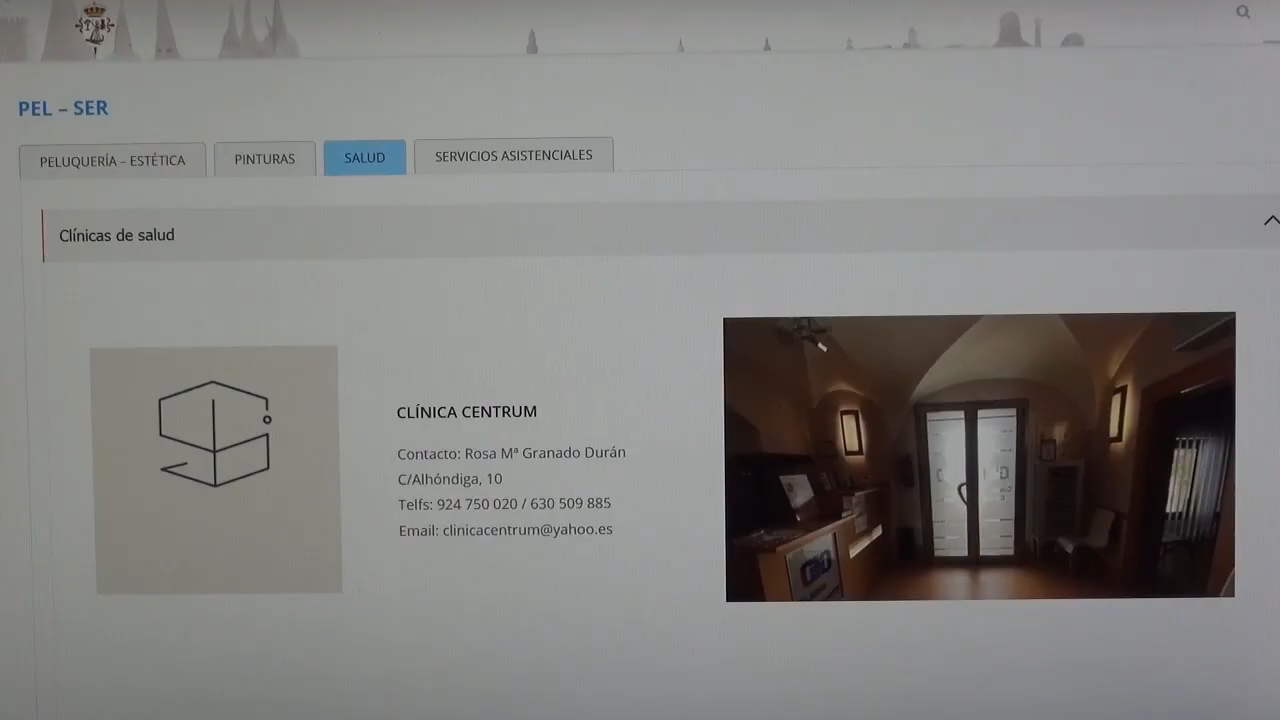 PEL – SER
PELUQUERÍA – ESTÉTICA
PINTURAS
SALUD
SERVICIOS ASISTENCIALES
Clínicas de salud
CLÍNICA CENTRUM
Contacto: Rosa Mª Granado Durán
C/Alhóndiga, 10
Telfs: 924 750 020 / 630 509 885
Email: clinicacentrum@yahoo.es